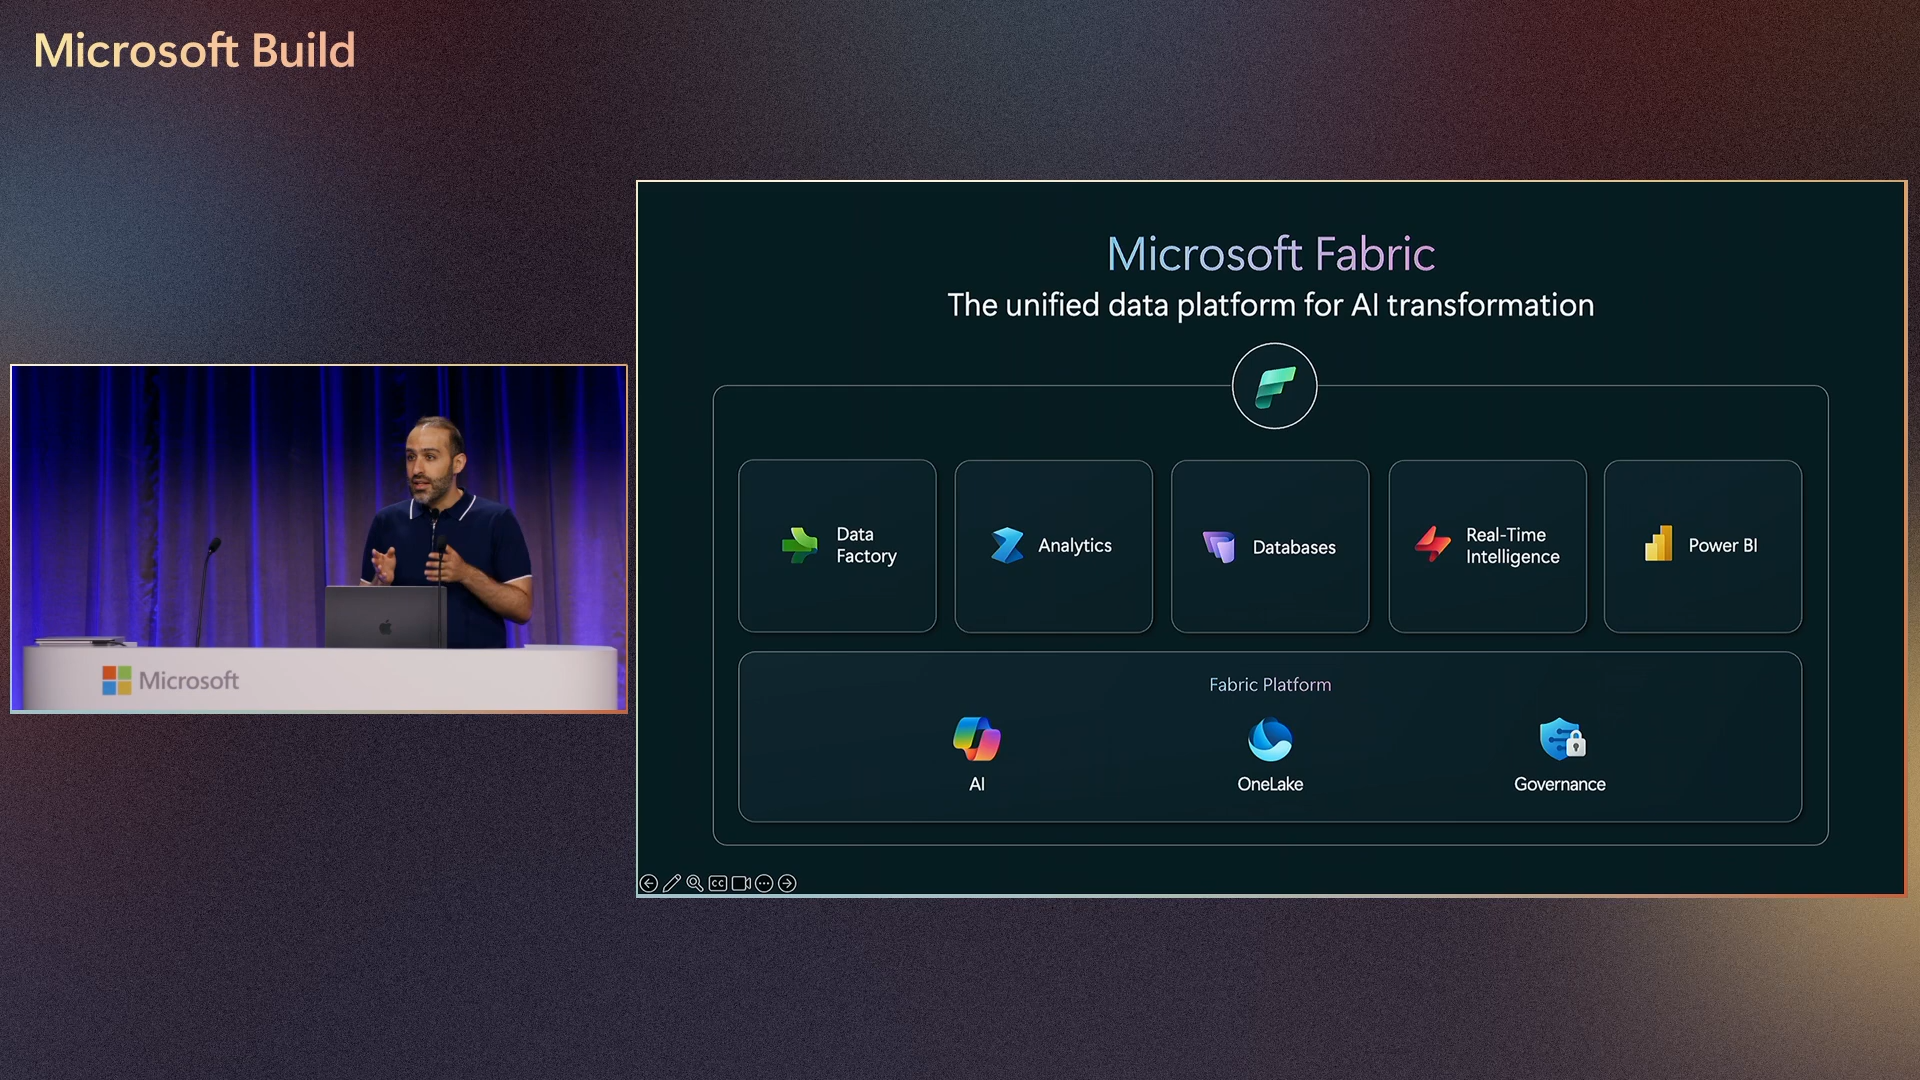 Microsoft Build
Microsoft Fabric
The unified data platform for AI transformation
Data
Factory
Analytics
Databases
Real-Time
Intelligence
Power BI
Fabric Platform
AI
OneLake
Governance
CC
Microsoft